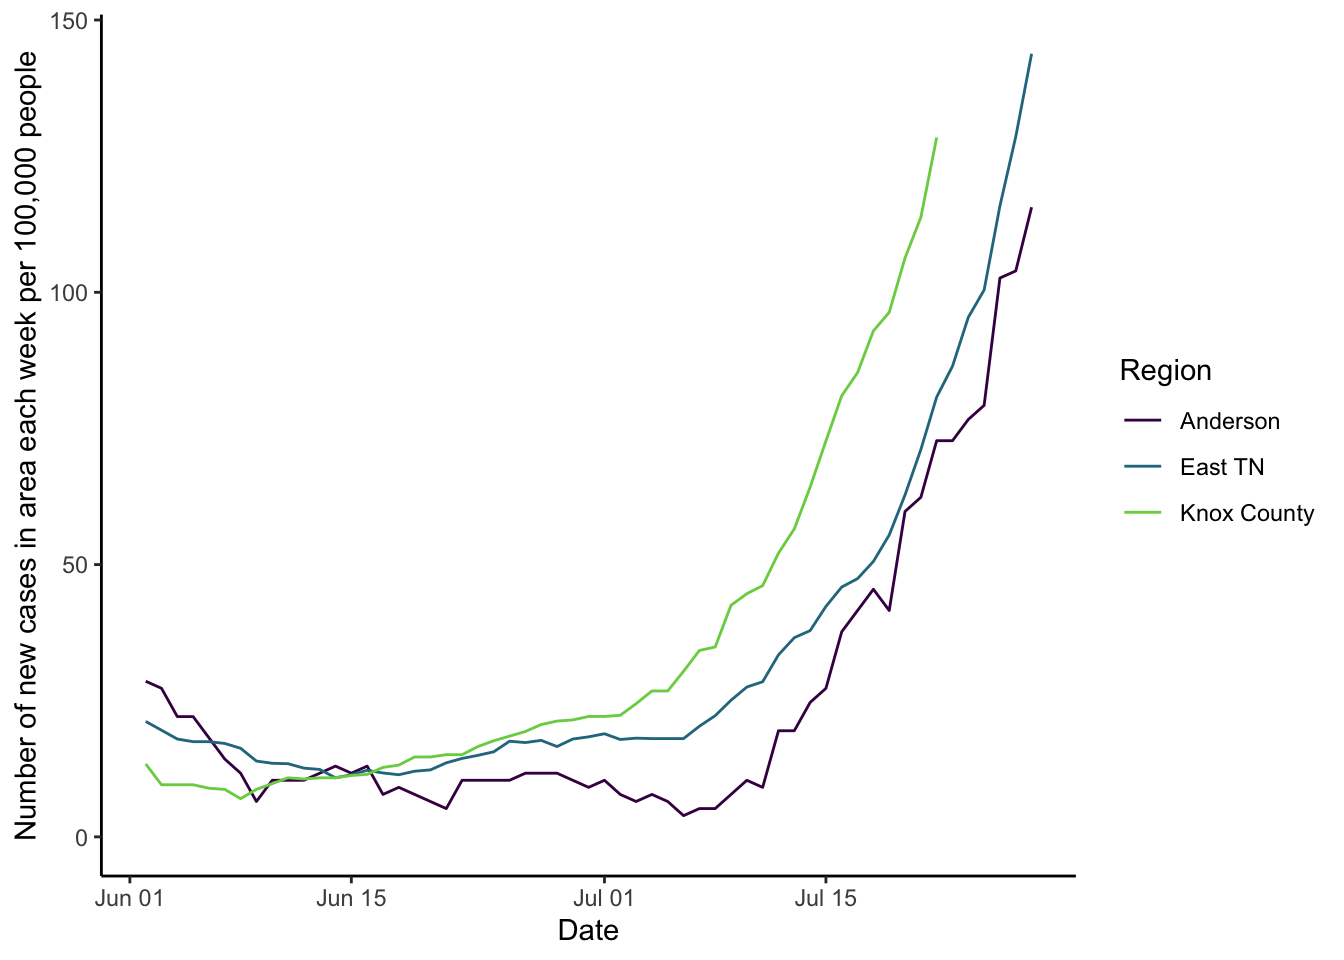 150
100
50
0
Number of new cases in area each week per 100,000 people
Jun 01
Jun 15
Jul 01
Jul 15
Date
Region
Anderson
East TN
Knox County